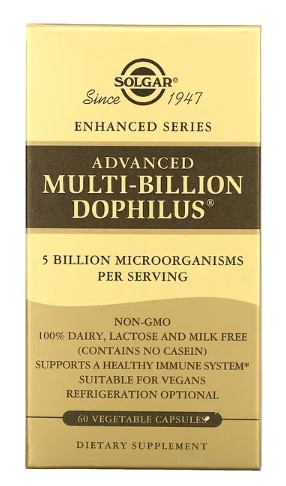 SOLGAR®
Since 1947
ENHANCED SERIES
ADVANCED
MULTI-BILLION
DOPHILUS®
5 BILLION MICROORGANISMS
PER SERVING
NON-GMO
100% DAIRY, LACTOSE AND MILK FREE
(CONTAINS NO CASEIN)
SUPPORTS A HEALTHY IMMUNE SYSTEM*
SUITABLE FOR VEGANS
REFRIGERATION OPTIONAL
60 VEGETABLE CAPSULES
DIETARY SUPPLEMENT